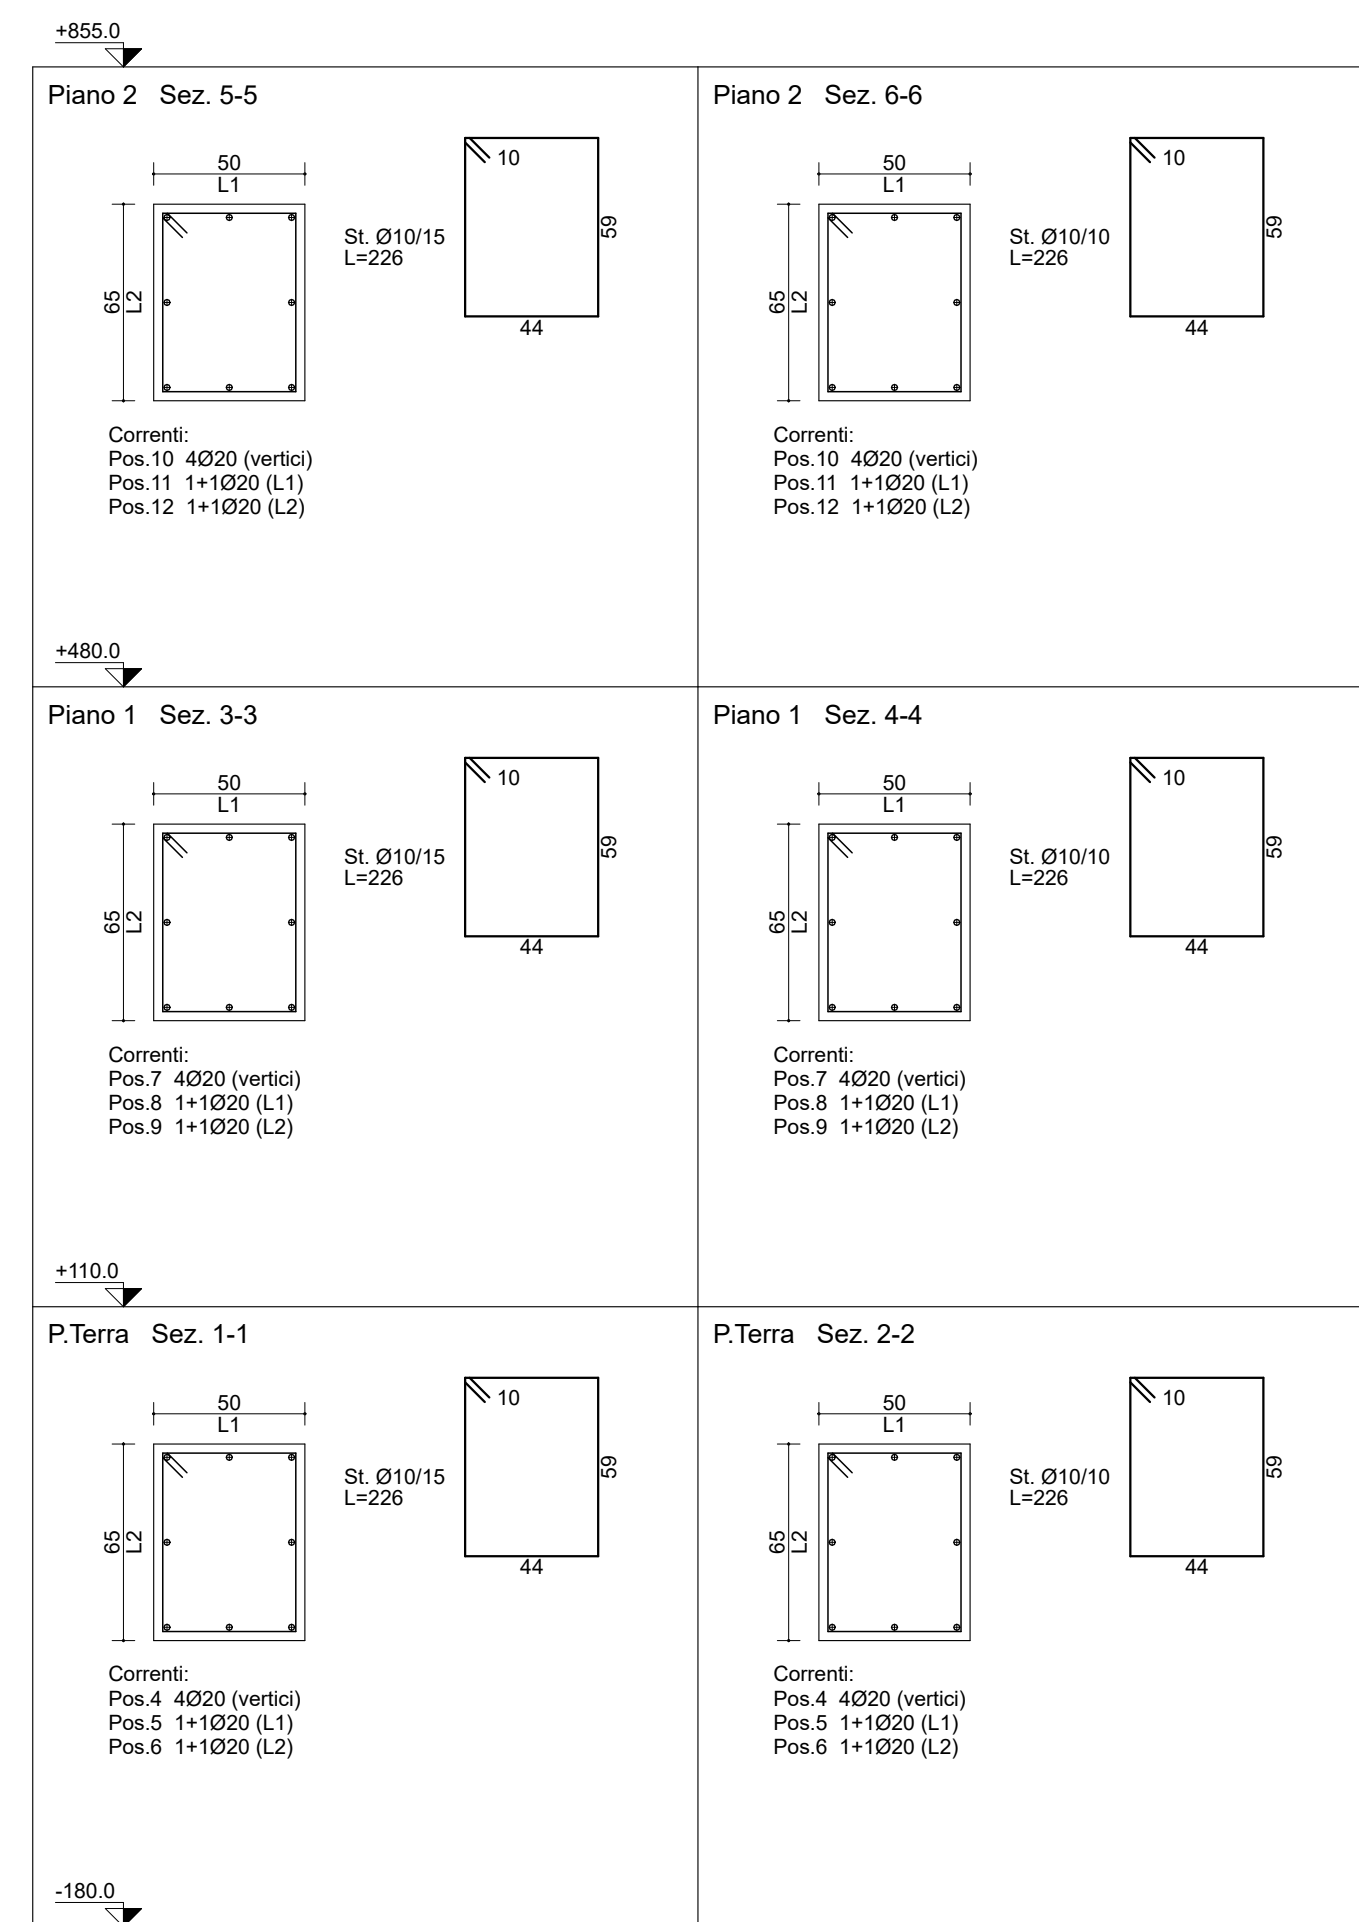 +855.0
Piano 2 Sez. 5-5
50
L1
65
L2
St. Ø10/15
L=226
10
59
44
Correnti:
Pos.10 4Ø20 (vertici)
Pos.11 1+1Ø20 (L1)
Pos.12 1+1Ø20 (L2)
Piano 2 Sez. 6-6
50
L1
65
L2
St. Ø10/10
L=226
10
59
44
Correnti:
Pos.10 4Ø20 (vertici)
Pos.11 1+1Ø20 (L1)
Pos.12 1+1Ø20 (L2)
+480.0
Piano 1 Sez. 3-3
50
L1
65
L2
St. Ø10/15
L=226
10
59
44
Correnti:
Pos.7 4Ø20 (vertici)
Pos.8 1+1Ø20 (L1)
Pos.9 1+1Ø20 (L2)
Piano 1 Sez. 4-4
50
L1
65
L2
St. Ø10/10
L=226
10
59
44
Correnti:
Pos.7 4Ø20 (vertici)
Pos.8 1+1Ø20 (L1)
Pos.9 1+1Ø20 (L2)
+110.0
P.Terra Sez. 1-1
50
L1
65
L2
St. Ø10/15
L=226
10
59
44
Correnti:
Pos.4 4Ø20 (vertici)
Pos.5 1+1Ø20 (L1)
Pos.6 1+1Ø20 (L2)
P.Terra Sez. 2-2
50
L1
65
L2
St. Ø10/10
L=226
10
59
44
Correnti:
Pos.4 4Ø20 (vertici)
Pos.5 1+1Ø20 (L1)
Pos.6 1+1Ø20 (L2)
-180.0